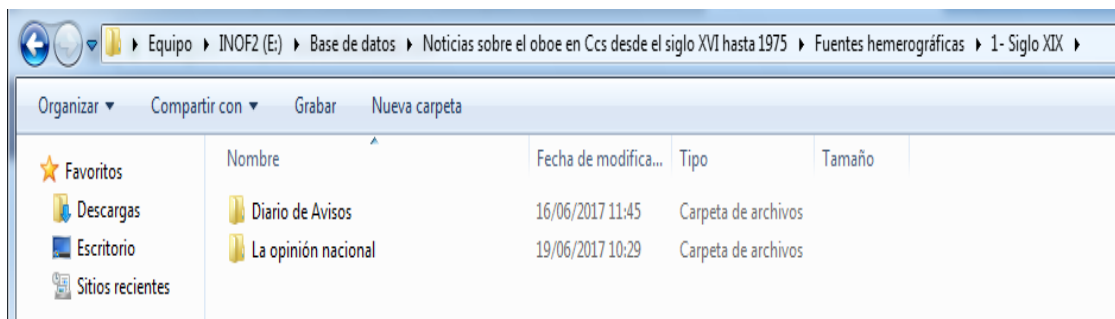 Equipo INOF2 (E:) Base de datos Noticias sobre el oboe en Ccs desde el siglo XVI hasta 1975 Fuentes hemerográficas 1- Siglo XIX
Organizar Compartir con Grabar Nueva carpeta
Favoritos
Descargas
Escritorio
Sitios recientes
Nombre Fecha de modifica... Tipo Tamaño
Diario de Avisos 16/06/2017 11:45 Carpeta de archivos
La opinión nacional 19/06/2017 10:29 Carpeta de archivos